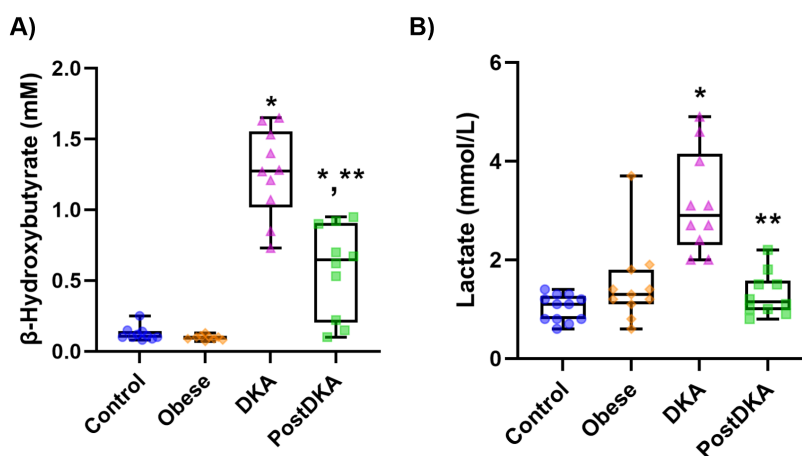 A)
β-Hydroxybutyrate (mM)
2.0
1.5
1.0
0.5
0.0
*
*,**
Control
Obese
DKA
PostDKA
B)
Lactate (mmol/L)
6
4
2
0
*
**
Control
Obese
DKA
PostDKA